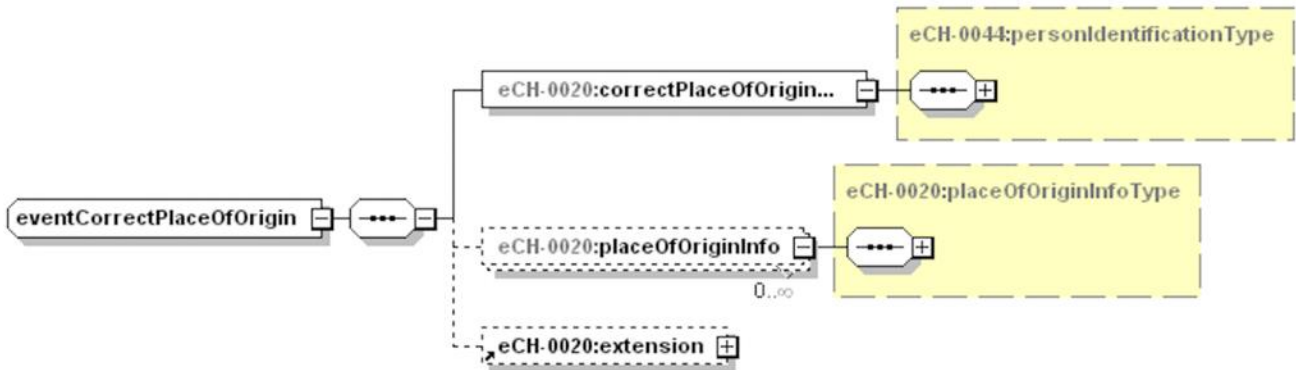 eCH-0044:personIdentificationType
eCH-0020:correctPlaceOfOrigin...
eCH-0020:placeOfOriginInfoType
eventCorrectPlaceOfOrigin
eCH-0020:placeOfOriginInfo
0..∞
eCH-0020:extension